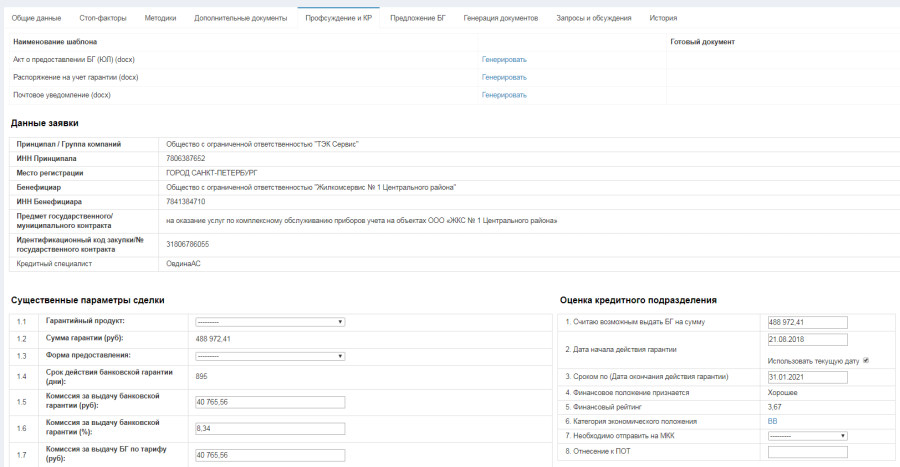 Общие данные Стоп-факторы Методики Дополнительные документы Профсуждение и КР Предложение БГ Генерация документов Запросы и обсуждения История
Наименование шаблона Готовый документ
Акт о предоставлении БГ (ЮЛ) (docx) Генерировать
Распоряжение на учет гарантии (docx) Генерировать
Почтовое уведомление (docx) Генерировать
Данные заявки
Принципал / Группа компаний Общество с ограниченной ответственностью "ТЭК Сервис"
ИНН Принципала 7806387652
Место регистрации ГОРОД САНКТ-ПЕТЕРБУРГ
Бенефициар Общество с ограниченной ответственностью "Жилкомсервис № 1 Центрального района"
ИНН Бенефициара 7841384710
Предмет государственного/
муниципального контракта на оказание услуг по комплексному обслуживанию приборов учета на объектах ООО «ЖКС № 1 Центрального района»
Идентификационный код закупки/№
государственного контракта 31806786055
Кредитный специалист ОвдинаАС
Существенные параметры сделки
1.1 Гарантийный продукт: ----------
1.2 Сумма гарантии (руб): 488 972,41
1.3 Форма предоставления: ----------
1.4 Срок действия банковской гарантии
(дни): 895
1.5 Комиссия за выдачу банковской
гарантии (руб): 40 765,56
1.6 Комиссия за выдачу банковской
гарантии (%): 8,34
1.7 Комиссия за выдачу БГ по тарифу
(руб): 40 765,56
Оценка кредитного подразделения
1. Считаю возможным выдать БГ на сумму 488 972,41
2. Дата начала действия гарантии 21.08.2018
Использовать текущую дату
3. Сроком по (Дата окончания действия гарантии) 31.01.2021
4. Финансовое положение признается Хорошее
5. Финансовый рейтинг 3,67
6. Категория экономического положения BB
7. Необходимо отправить на МКК ----------
8. Отнесение к ПОТ